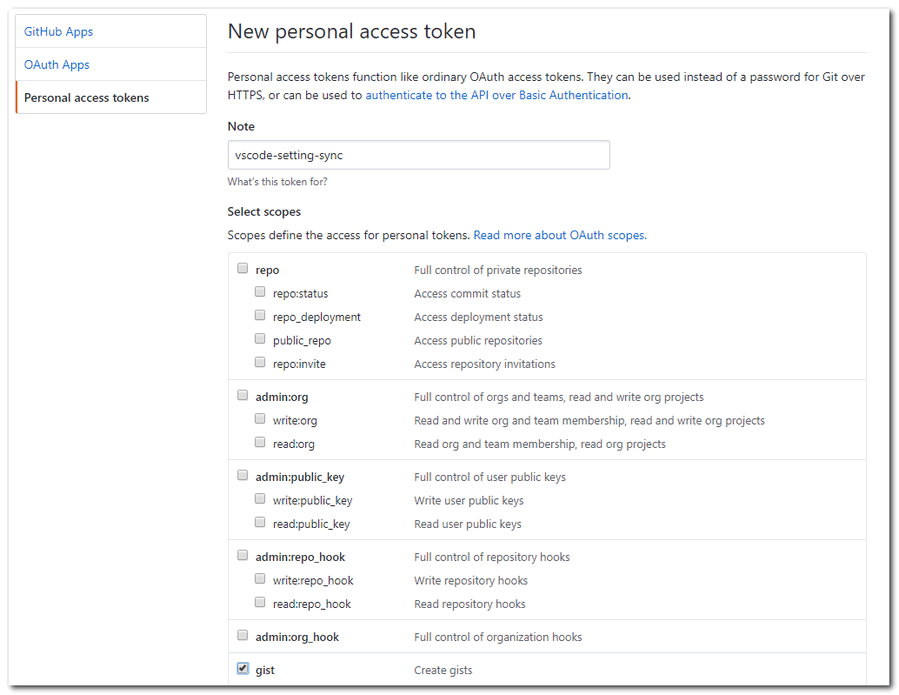 GitHub Apps
OAuth Apps
Personal access tokens
New personal access token
Personal access tokens function like ordinary OAuth access tokens. They can be used instead of a password for Git over
HTTPS, or can be used to authenticate to the API over Basic Authentication.
Note
vscode-setting-sync
What's this token for?
Select scopes
Scopes define the access for personal tokens. Read more about OAuth scopes.
repo Full control of private repositories
repo:status Access commit status
repo_deployment Access deployment status
public_repo Access public repositories
repo:invite Access repository invitations
admin:org Full control of orgs and teams, read and write org projects
write:org Read and write org and team membership, read and write org projects
read:org Read org and team membership, read org projects
admin:public_key Full control of user public keys
write:public_key Write user public keys
read:public_key Read user public keys
admin:repo_hook Full control of repository hooks
write:repo_hook Write repository hooks
read:repo_hook Read repository hooks
admin:org_hook Full control of organization hooks
gist Create gists